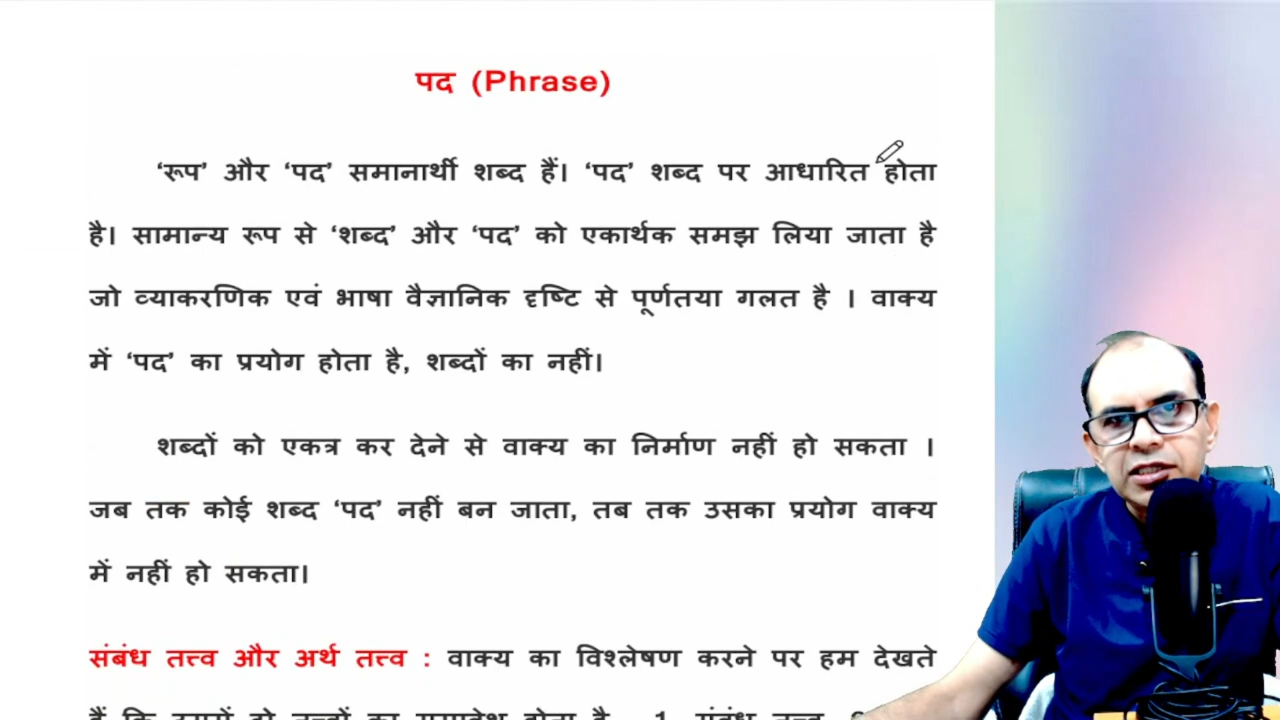 पद (Phrase)
‘रूप’ और ‘पद’ समानार्थी शब्द हैं। ‘पद’ शब्द पर आधारित होता
है। सामान्य रूप से ‘शब्द’ और ‘पद’ को एकार्थक समझ लिया जाता है
जो व्याकरणिक एवं भाषा वैज्ञानिक दृष्टि से पूर्णतया गलत है । वाक्य
में ‘पद’ का प्रयोग होता है, शब्दों का नहीं।
शब्दों को एकत्र कर देने से वाक्य का निर्माण नहीं हो सकता ।
जब तक कोई शब्द ‘पद’ नहीं बन जाता, तब तक उसका प्रयोग वाक्य
में नहीं हो सकता।
संबंध तत्त्व और अर्थ तत्त्व : वाक्य का विश्लेषण करने पर हम देखते